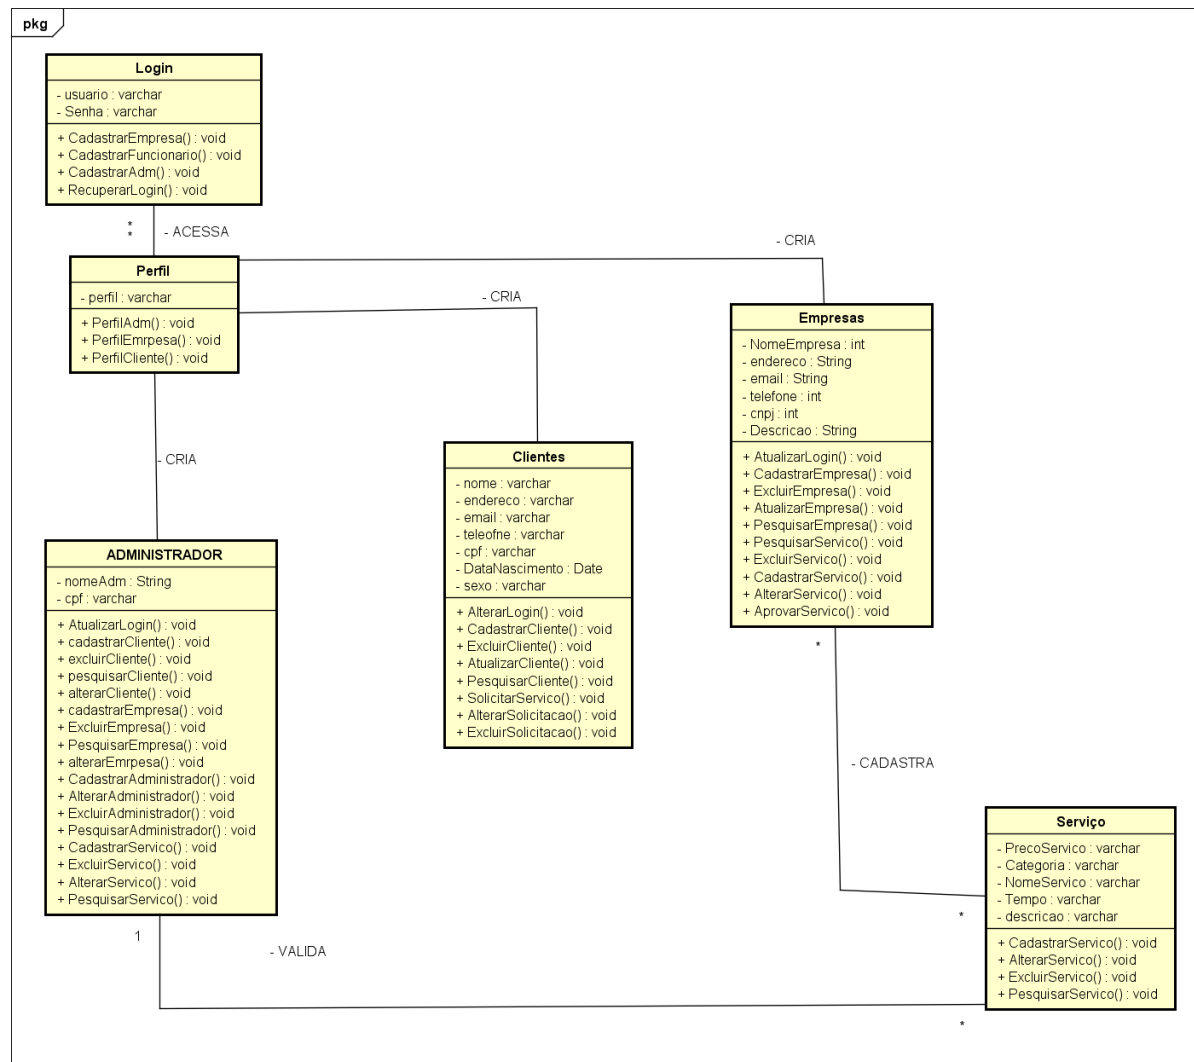 pkg
Login
- usuario : varchar
- Senha : varchar
+ CadastrarEmpresa() : void
+ CadastrarFuncionario() : void
+ CadastrarAdm() : void
+ RecuperarLogin() : void
*
*
- ACESSA
Perfil
- perfil : varchar
+ PerfilAdm() : void
+ PerfilEmrpesa() : void
+ PerfilCliente() : void
- CRIA
- CRIA
- CRIA
Empresas
- NomeEmpresa : int
- endereco : String
- email : String
- telefone : int
- cnpj : int
- Descricao : String
+ AtualizarLogin() : void
+ CadastrarEmpresa() : void
+ ExcluirEmpresa() : void
+ AtualizarEmpresa() : void
+ PesquisarEmpresa() : void
+ PesquisarServico() : void
+ ExcluirServico() : void
+ CadastrarServico() : void
+ AlterarServico() : void
+ AprovarServico() : void
Clientes
- nome : varchar
- endereco : varchar
- email : varchar
- teleofne : varchar
- cpf : varchar
- DataNascimento : Date
- sexo : varchar
+ AlterarLogin() : void
+ CadastrarCliente() : void
+ ExcluirCliente() : void
+ AtualizarCliente() : void
+ PesquisarCliente() : void
+ SolicitarServico() : void
+ AlterarSolicitacao() : void
+ ExcluirSolicitacao() : void
ADMINISTRADOR
- nomeAdm : String
- cpf : varchar
+ AtualizarLogin() : void
+ cadastrarCliente() : void
+ excluirCliente() : void
+ pesquisarCliente() : void
+ alterarCliente() : void
+ cadastrarEmpresa() : void
+ ExcluirEmpresa() : void
+ PesquisarEmpresa() : void
+ alterarEmrpesa() : void
+ CadastrarAdministrador() : void
+ AlterarAdministrador() : void
+ ExcluirAdministrador() : void
+ PesquisarAdministrador() : void
+ CadastrarServico() : void
+ ExcluirServico() : void
+ AlterarServico() : void
+ PesquisarServico() : void
*
- CADASTRA
*
Serviço
- PrecoServico : varchar
- Categoria : varchar
- NomeServico : varchar
- Tempo : varchar
- descricao : varchar
+ CadastrarServico() : void
+ AlterarServico() : void
+ ExcluirServico() : void
+ PesquisarServico() : void
1
- VALIDA
*